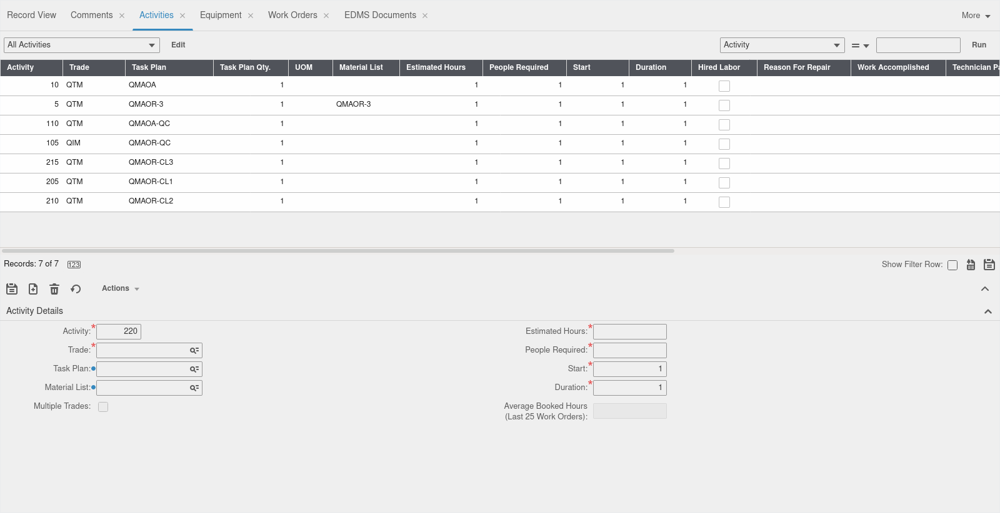 Record View Comments × Activities × Equipment × Work Orders × EDMS Documents × More
All Activities Edit Activity = Run
Activity Trade Task Plan Task Plan Qty. UOM Material List Estimated Hours People Required Start Duration Hired Labor Reason For Repair Work Accomplished Technician Pa
10 QTM QMAOA 1 1 1 1 1
5 QTM QMAOR-3 1 QMAOR-3 1 1 1 1
110 QTM QMAOA-QC 1 1 1 1 1
105 QIM QMAOR-QC 1 1 1 1 1
215 QTM QMAOR-CL3 1 1 1 1 1
205 QTM QMAOR-CL1 1 1 1 1 1
210 QTM QMAOR-CL2 1 1 1 1 1
Records: 7 of 7 123 Show Filter Row:
Actions
Activity Details
Activity:* 220 Estimated Hours:*
Trade:* People Required:*
Task Plan: Start:* 1
Material List: Duration:* 1
Multiple Trades: Average Booked Hours
(Last 25 Work Orders):